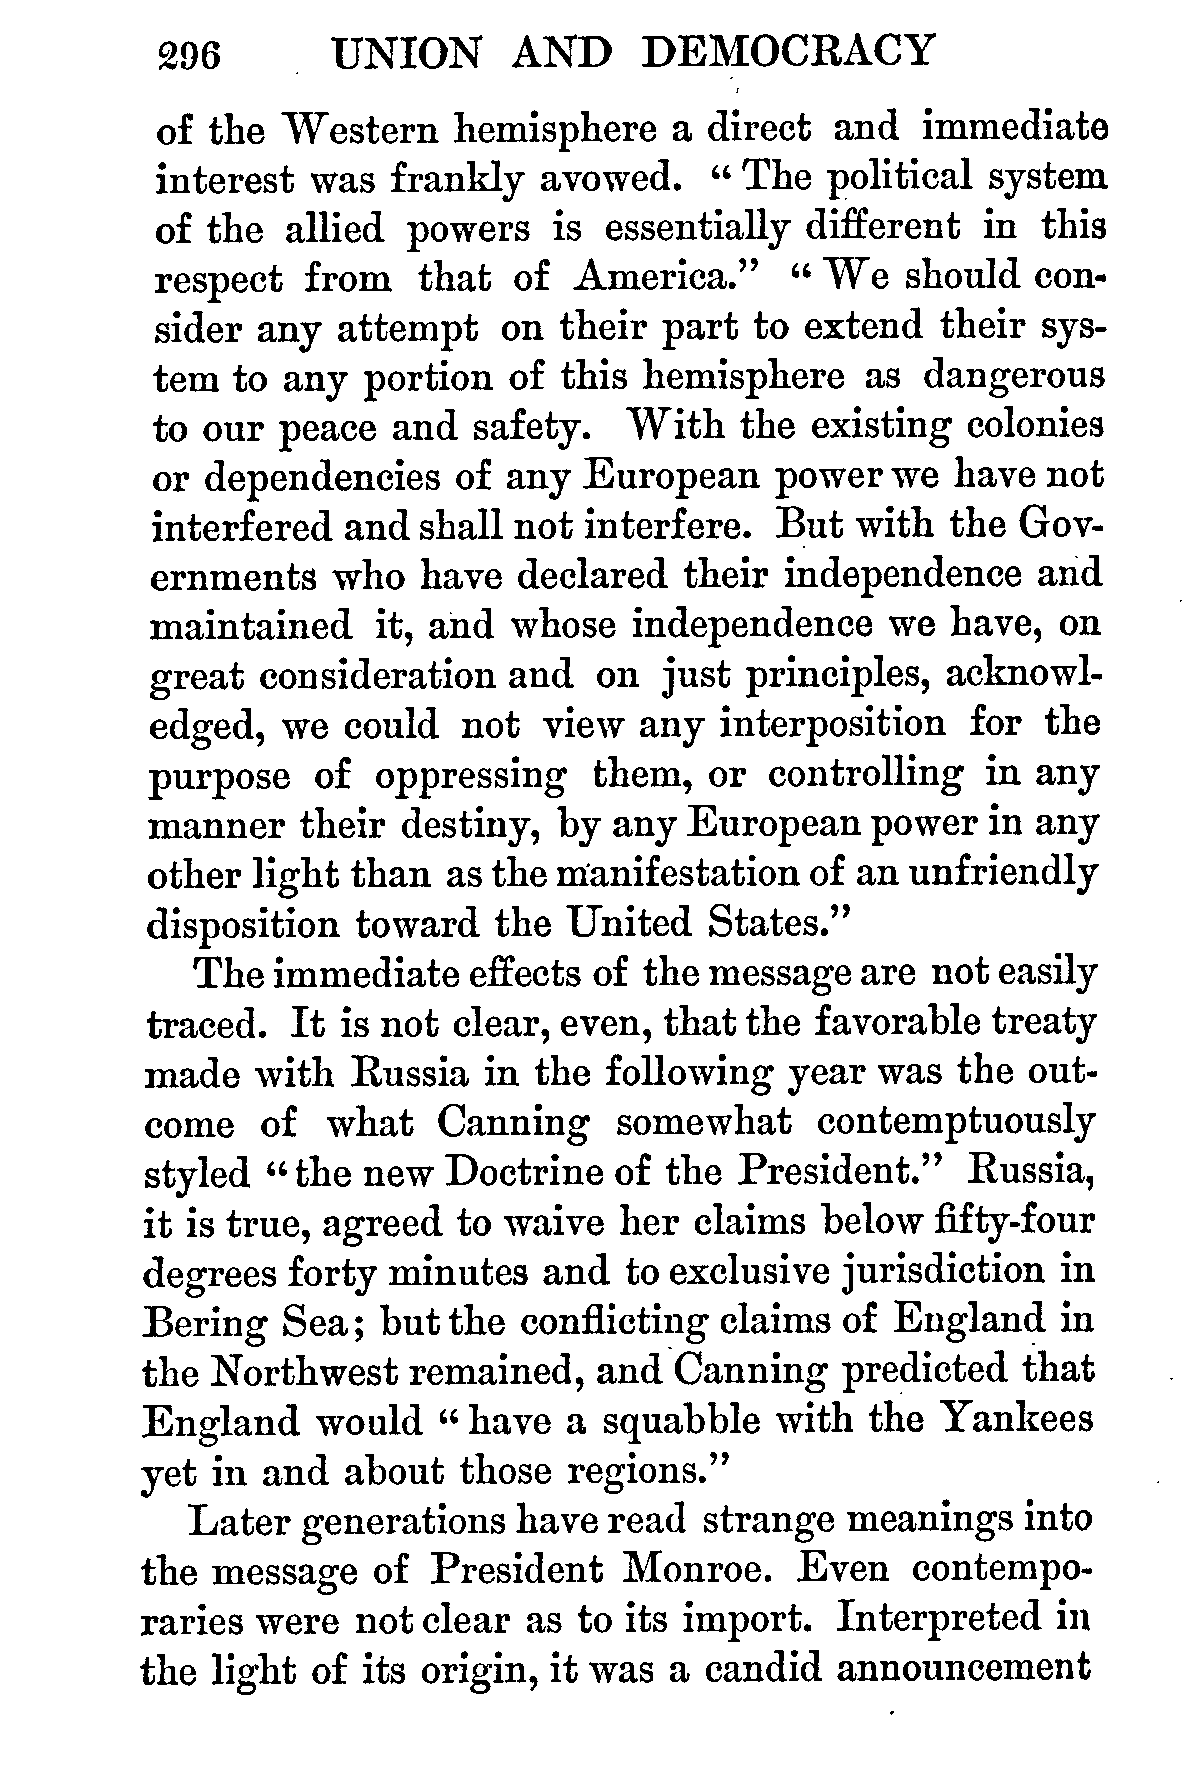 296 UNION AND DEMOCRACY
of the Western hemisphere a direct and immediate
interest was frankly avowed. “ The political system
of the allied powers is essentially different in this
respect from that of America.” “ We should con-
sider any attempt on their part to extend their sys-
tem to any portion of this hemisphere as dangerous
to our peace and safety. With the existing colonies
or dependencies of any European power we have not
interfered and shall not interfere. But with the Gov-
ernments who have declared their independence and
maintained it, and whose independence we have, on
great consideration and on just principles, acknowl-
edged, we could not view any interposition for the
purpose of oppressing them, or controlling in any
manner their destiny, by any European power in any
other light than as the manifestation of an unfriendly
disposition toward the United States.”
The immediate effects of the message are not easily
traced. It is not clear, even, that the favorable treaty
made with Russia in the following year was the out-
come of what Canning somewhat contemptuously
styled “ the new Doctrine of the President.” Russia,
it is true, agreed to waive her claims below fifty-four
degrees forty minutes and to exclusive jurisdiction in
Bering Sea; but the conflicting claims of England in
the Northwest remained, and Canning predicted that
England would “ have a squabble with the Yankees
yet in and about those regions.”
Later generations have read strange meanings into
the message of President Monroe. Even contempo-
raries were not clear as to its import. Interpreted in
the light of its origin, it was a candid announcement